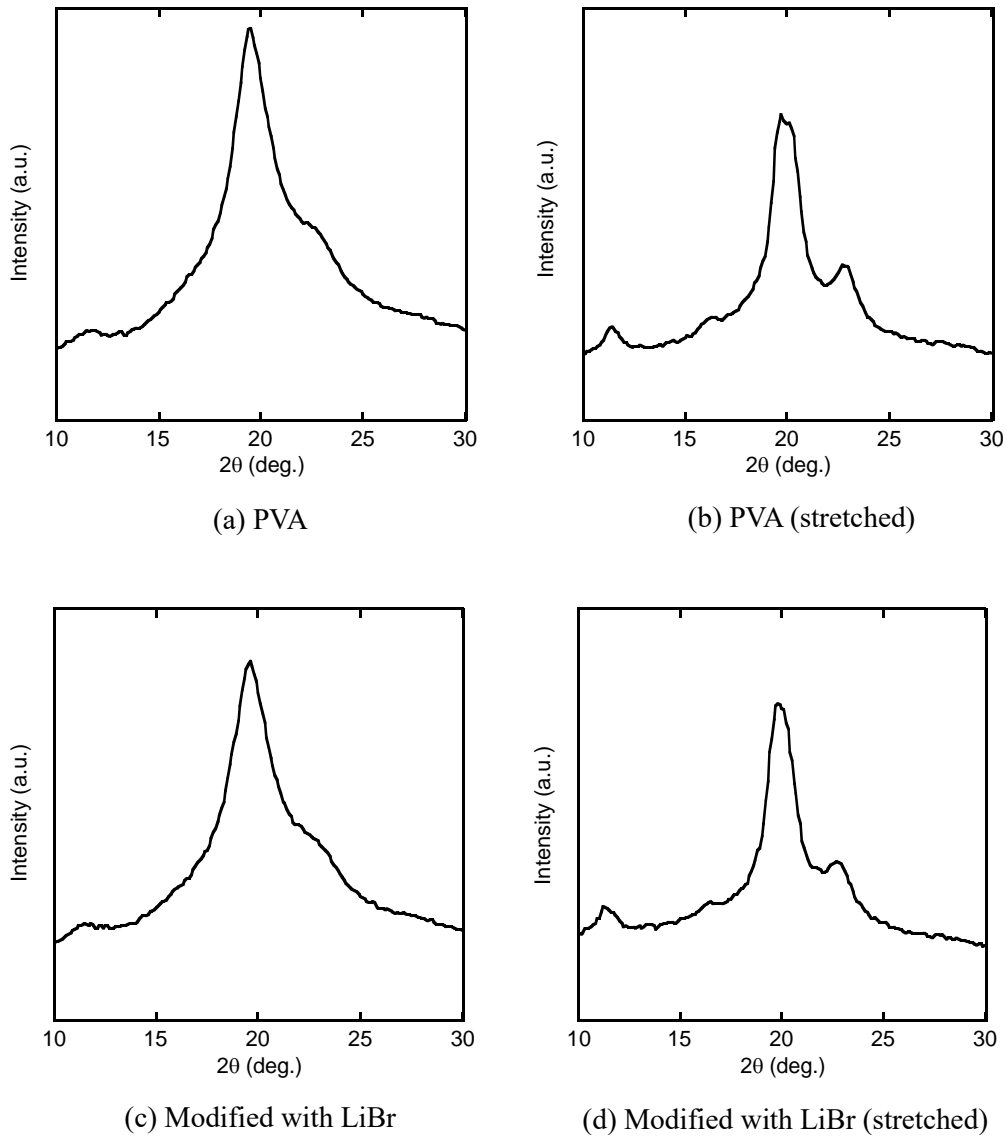 Intensity (a.u.)
10 15 20 25 30
2θ (deg.)
(a) PVA
Intensity (a.u.)
10 15 20 25 30
2θ (deg.)
(b) PVA (stretched)
Intensity (a.u.)
10 15 20 25 30
2θ (deg.)
(c) Modified with LiBr
Intensity (a.u.)
10 15 20 25 30
2θ (deg.)
(d) Modified with LiBr (stretched)